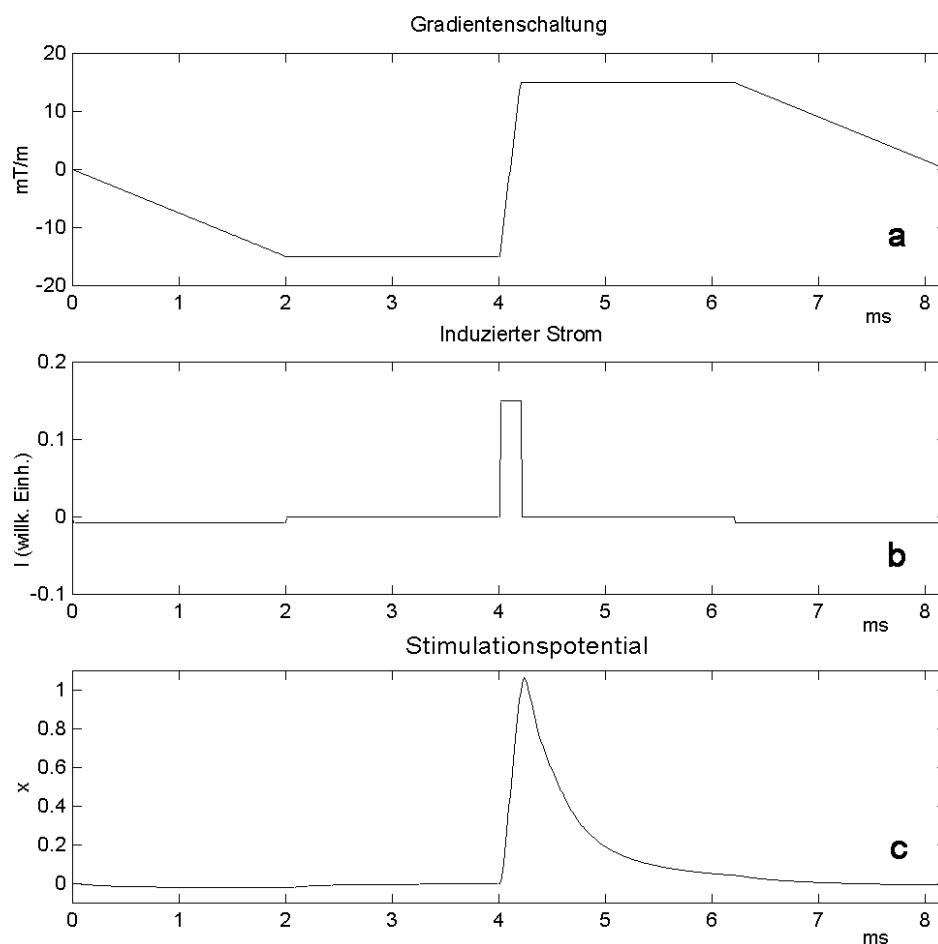 Gradientenschaltung
20
10
0
-10
-20
mT/m
a
0 1 2 3 4 5 6 7 8
ms
Induzierter Strom
0.2
0.1
0
-0.1
I (willk. Einh.)
b
0 1 2 3 4 5 6 7 8
ms
Stimulationspotential
1
0.8
0.6
0.4
0.2
0
x
c
0 1 2 3 4 5 6 7 8
ms